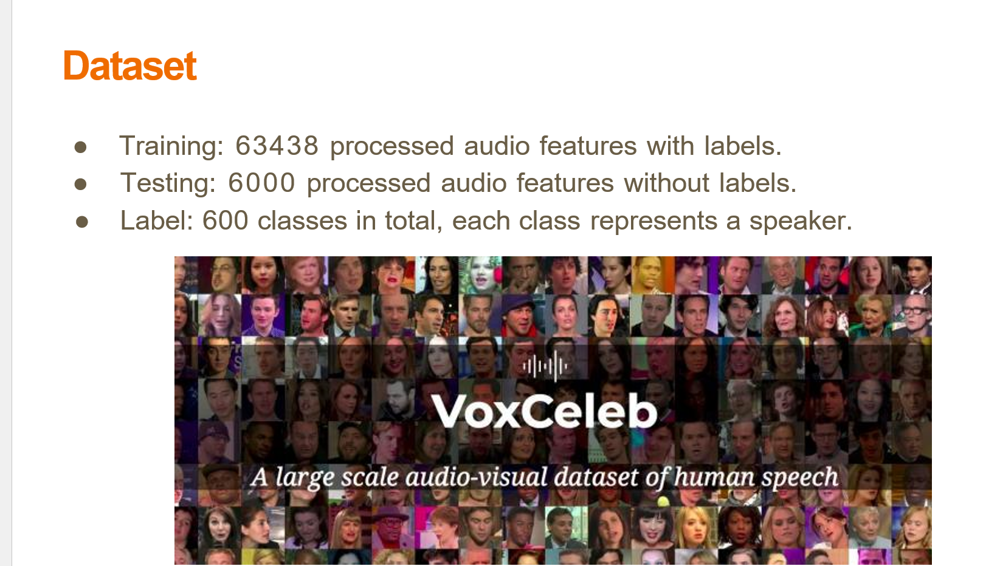 Dataset
● Training: 63438 processed audio features with labels.
● Testing: 6000 processed audio features without labels.
● Label: 600 classes in total, each class represents a speaker.
VoxCeleb
A large scale audio-visual dataset of human speech